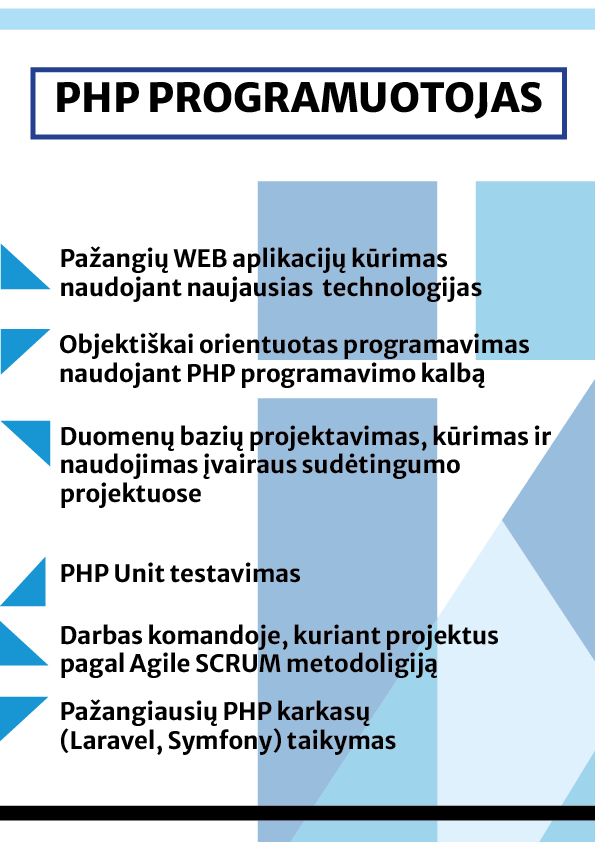 PHP PROGRAMUOTOJAS
Pažangių WEB aplikacijų kūrimas
naudojant naujausias  technologijas
Objektiškai orientuotas programavimas
naudojant PHP programavimo kalbą
Duomenų bazių projektavimas, kūrimas ir
naudojimas įvairaus sudėtingumo
projektuose
PHP Unit testavimas
Darbas komandoje, kuriant projektus
pagal Agile SCRUM metodoligiją
Pažangiausių PHP karkasų
(Laravel, Symfony) taikymas